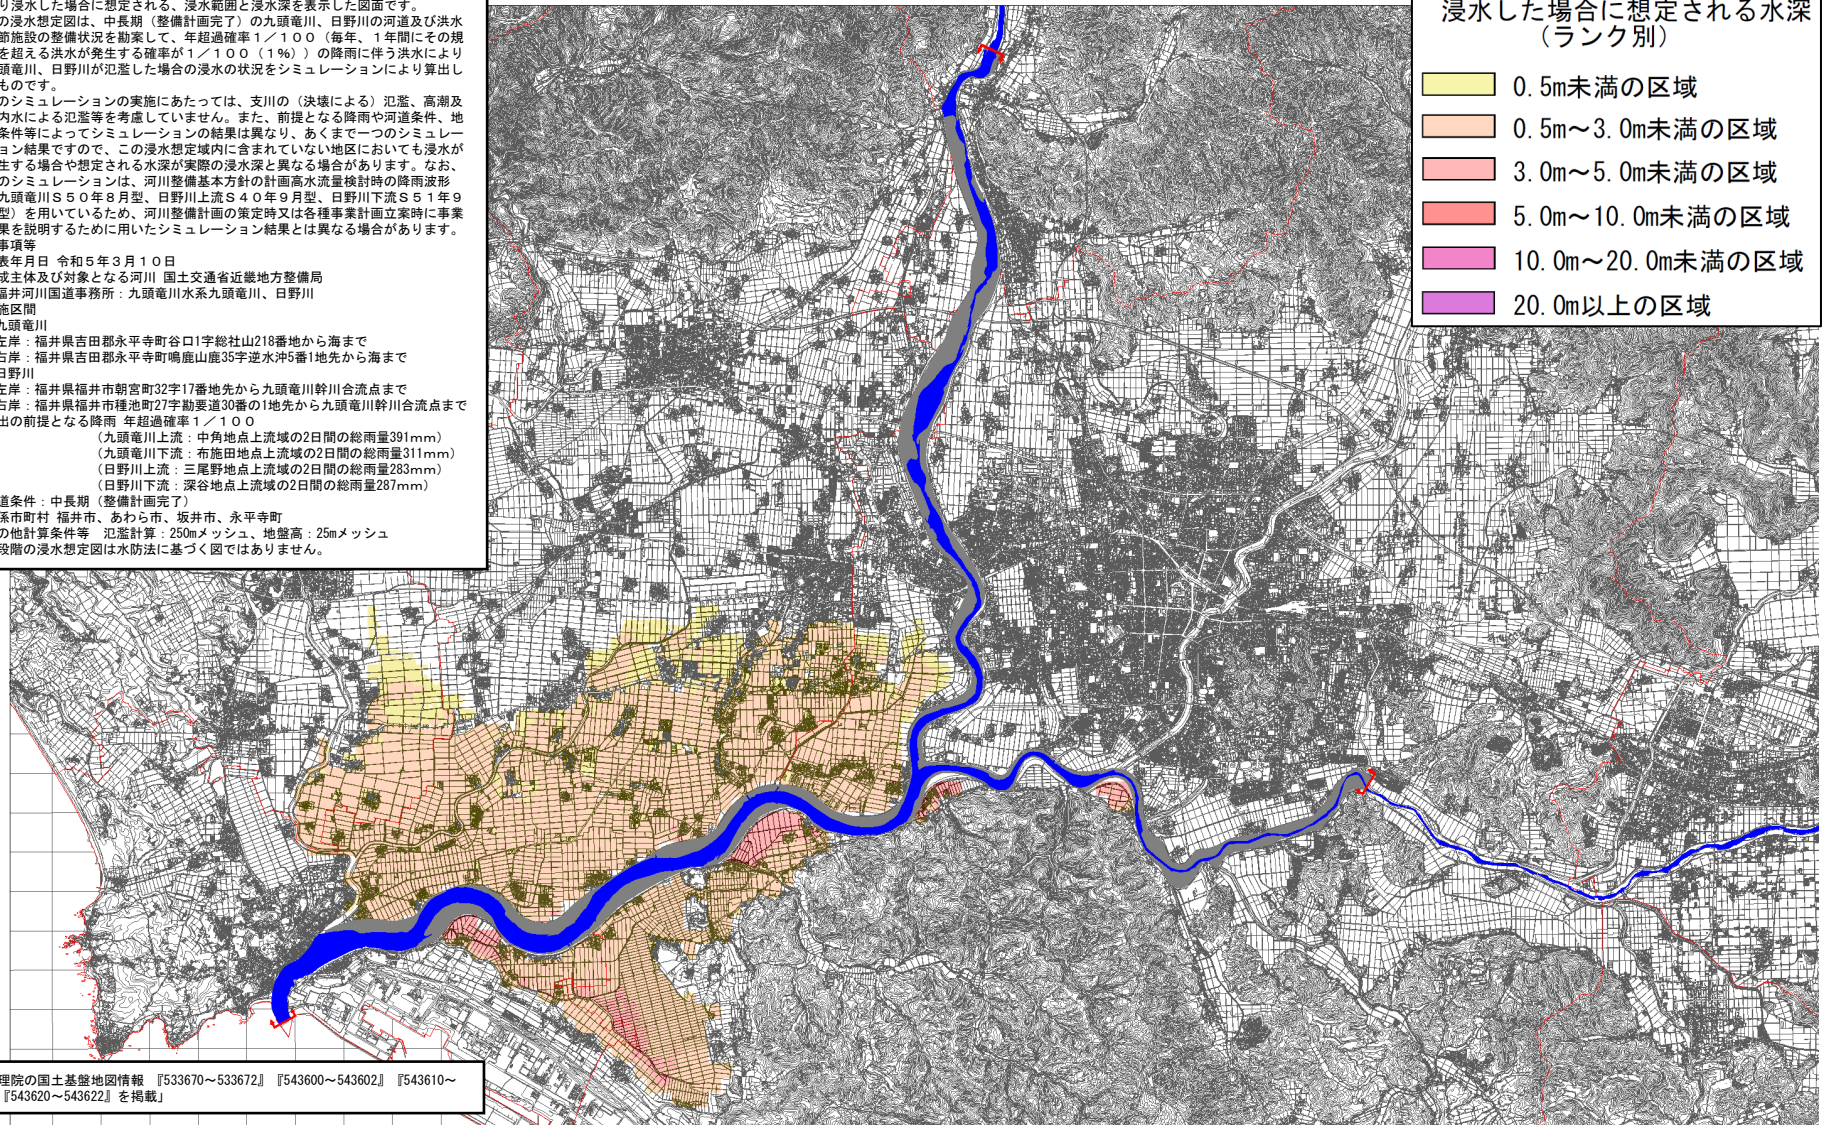 り浸水した場合に想定される、浸水範囲と浸水深を表示した図面です。
の浸水想定図は、中長期（整備計画完了）の九頭竜川、日野川の河道及び洪水
節施設の整備状況を勘案して、年超過確率１／１００（毎年、１年間にその規
を超える洪水が発生する確率が１／１００（１%））の降雨に伴う洪水により
頭竜川、日野川が氾濫した場合の浸水の状況をシミュレーションにより算出し
ものです。
のシミュレーションの実施にあたっては、支川の（決壊による）氾濫、高潮及
内水による氾濫等を考慮していません。また、前提となる降雨や河道条件、地
条件等によってシミュレーションの結果は異なり、あくまで一つのシミュレー
ョン結果ですので、この浸水想定域内に含まれていない地区においても浸水が
生する場合や想定される水深が実際の浸水深と異なる場合があります。なお、
のシミュレーションは、河川整備基本方針の計画高水流量検討時の降雨波形
九頭竜川Ｓ５０年８月型、日野川上流Ｓ４０年９月型、日野川下流Ｓ５１年９
型）を用いているため、河川整備計画の策定時又は各種事業計画立案時に事業
果を説明するために用いたシミュレーション結果とは異なる場合があります。
事項等
表年月日 令和５年３月１０日
成主体及び対象となる河川 国土交通省近畿地方整備局
福井河川国道事務所：九頭竜川水系九頭竜川、日野川
施区間
九頭竜川
左岸：福井県吉田郡永平寺町谷口1字総社山218番地から海まで
右岸：福井県吉田郡永平寺町鳴鹿山鹿35字逆水沖5番1地先から海まで
日野川
左岸：福井県福井市朝宮町32字17番地先から九頭竜川幹川合流点まで
右岸：福井県福井市種池町27字勘要道30番の1地先から九頭竜川幹川合流点まで
出の前提となる降雨 年超過確率１／１００
（九頭竜川上流：中角地点上流域の2日間の総雨量391mm）
（九頭竜川下流：布施田地点上流域の2日間の総雨量311mm）
（日野川上流：三尾野地点上流域の2日間の総雨量283mm）
（日野川下流：深谷地点上流域の2日間の総雨量287mm）
道条件：中長期（整備計画完了）
係市町村 福井市、あわら市、坂井市、永平寺町
の他計算条件等　氾濫計算：250mメッシュ、地盤高：25mメッシュ
段階の浸水想定図は水防法に基づく図ではありません。
浸水した場合に想定される水深
（ランク別）
0.5m未満の区域
0.5m～3.0m未満の区域
3.0m～5.0m未満の区域
5.0m～10.0m未満の区域
10.0m～20.0m未満の区域
20.0m以上の区域
理院の国土基盤地図情報　『533670～533672』『543600～543602』『543610～
『543620～543622』を掲載」